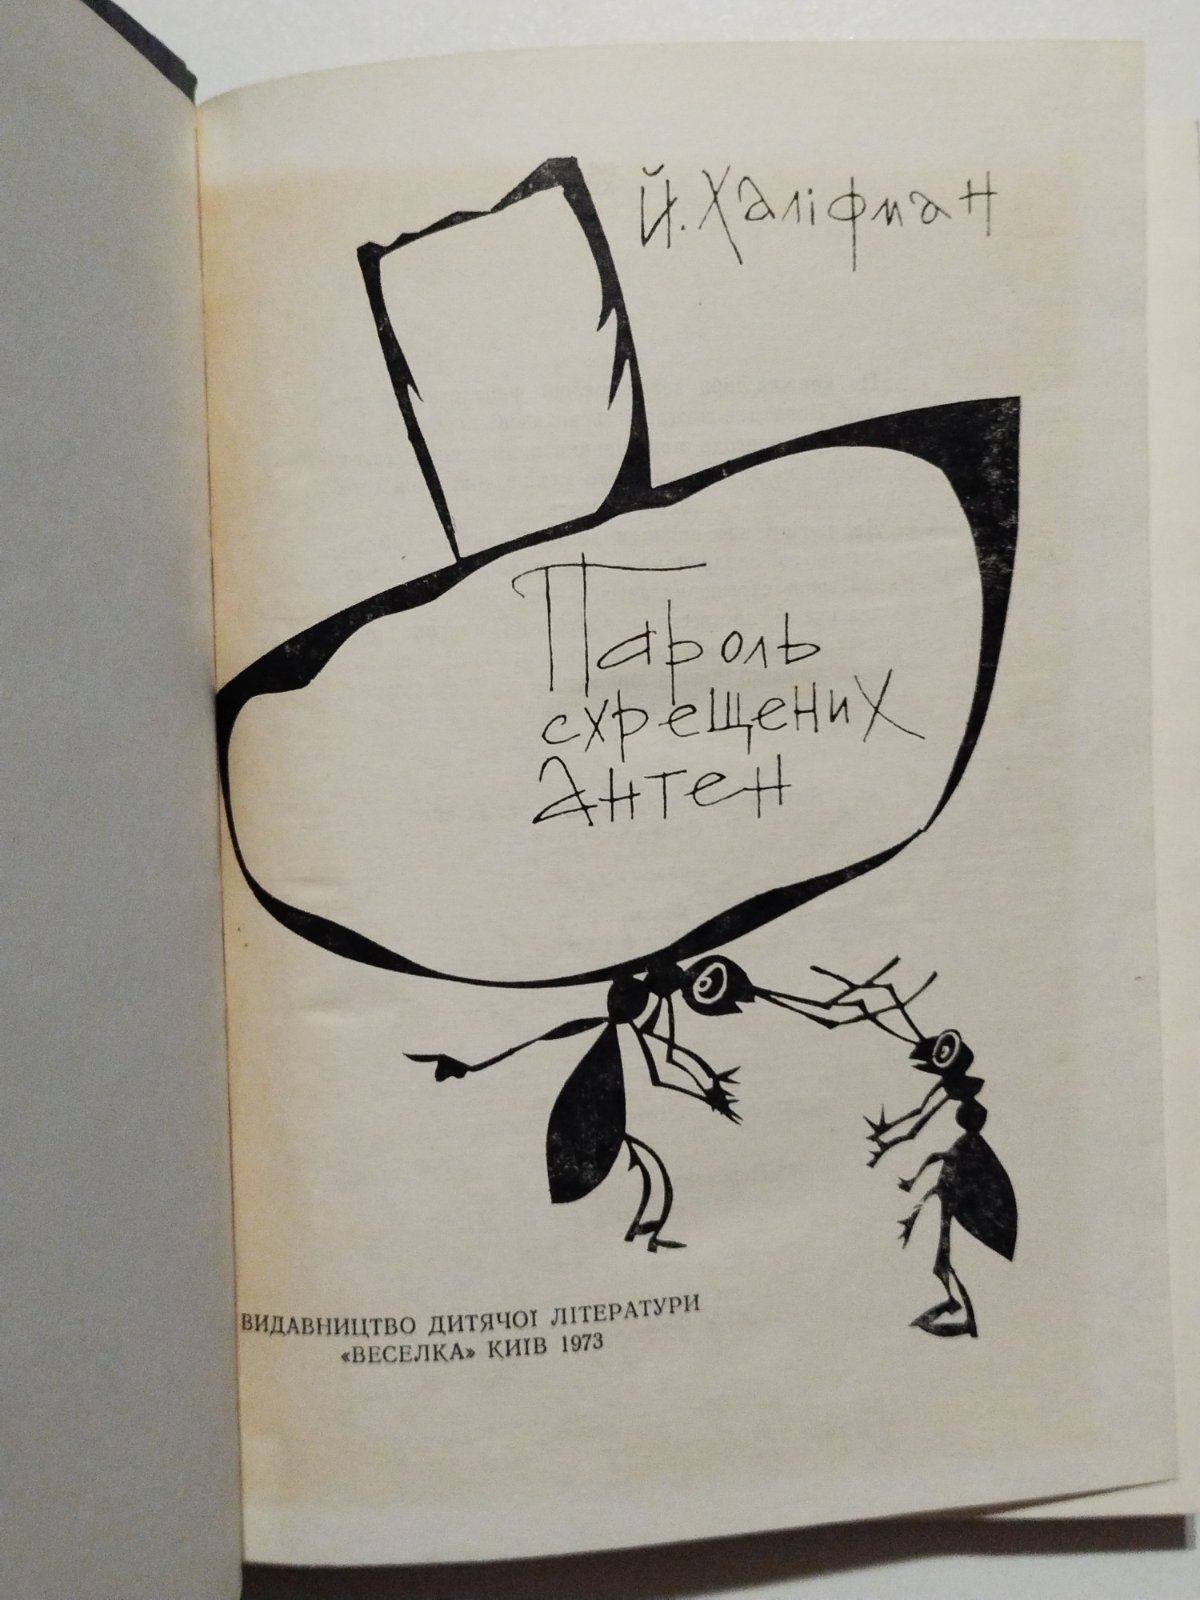 Й. Халіфман
Пароль
схрещених
Антен
ВИДАВНИЦТВО ДИТЯЧОЇ ЛІТЕРАТУРИ
«ВЕСЕЛКА» КИЇВ 1973